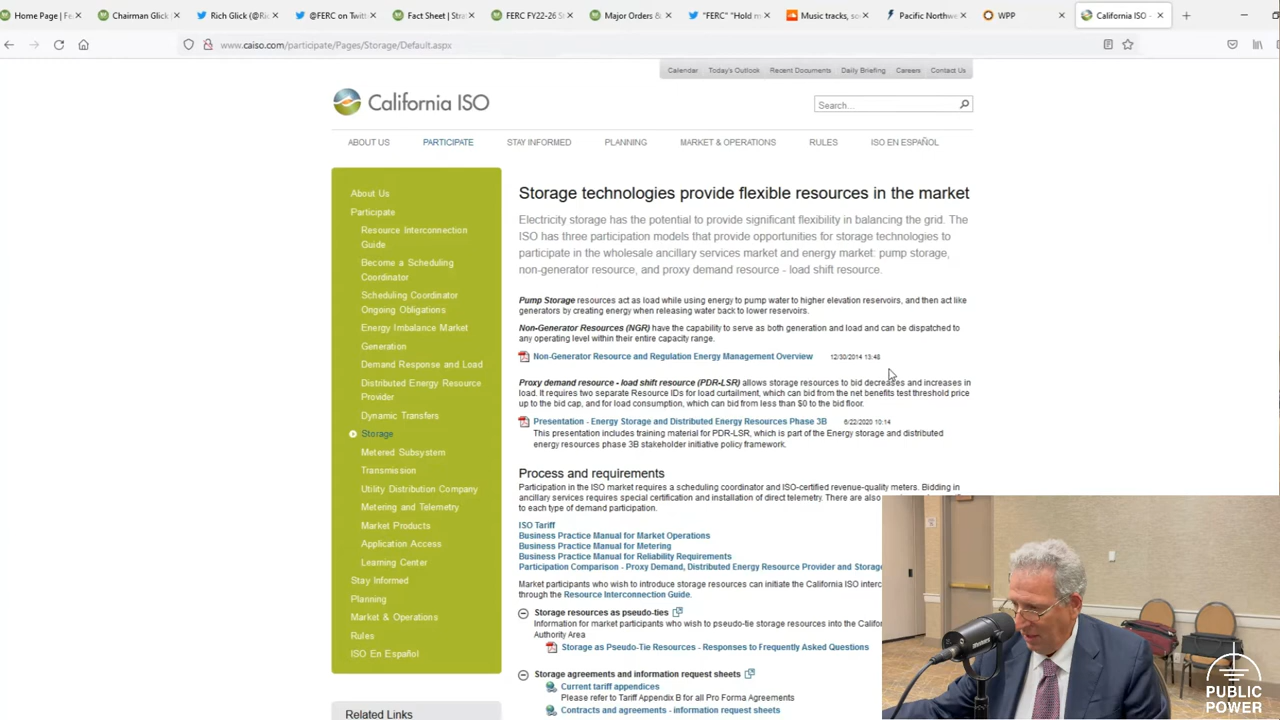 Home Page | Fe
Chairman Glick
Rich Glick (@Ri
@FERC on Twitt
Fact Sheet | Stra
FERC FY22-26 St
Major Orders &
"FERC" "Hold m
Music tracks, so
Pacific Northwe
WPP
California ISO -
www.caiso.com/participate/Pages/Storage/Default.aspx
Calendar Today's Outlook Recent Documents Daily Briefing Careers Contact Us
California ISO
Search...
ABOUT US PARTICIPATE STAY INFORMED PLANNING MARKET & OPERATIONS RULES ISO EN ESPAÑOL
About Us
Participate
Resource Interconnection
Guide
Become a Scheduling
Coordinator
Scheduling Coordinator
Ongoing Obligations
Energy Imbalance Market
Generation
Demand Response and Load
Distributed Energy Resource
Provider
Dynamic Transfers
Storage
Metered Subsystem
Transmission
Utility Distribution Company
Metering and Telemetry
Market Products
Application Access
Learning Center
Stay Informed
Planning
Market & Operations
Rules
ISO En Español
Related Links
Storage technologies provide flexible resources in the market
Electricity storage has the potential to provide significant flexibility in balancing the grid. The
ISO has three participation models that provide opportunities for storage technologies to
participate in the wholesale ancillary services market and energy market: pump storage,
non-generator resource, and proxy demand resource - load shift resource.
Pump Storage resources act as load while using energy to pump water to higher elevation reservoirs, and then act like
generators by creating energy when releasing water back to lower reservoirs.
Non-Generator Resources (NGR) have the capability to serve as both generation and load and can be dispatched to
any operating level within their entire capacity range.
Non-Generator Resource and Regulation Energy Management Overview 12/30/2014 13:48
Proxy demand resource - load shift resource (PDR-LSR) allows storage resources to bid decreases and increases in
load. It requires two separate Resource IDs for load curtailment, which can bid from the net benefits test threshold price
up to the bid cap, and for load consumption, which can bid from less than $0 to the bid floor.
Presentation - Energy Storage and Distributed Energy Resources Phase 3B 6/22/2020 10:14
This presentation includes training material for PDR-LSR, which is part of the Energy storage and distributed
energy resources phase 3B stakeholder initiative policy framework.
Process and requirements
Participation in the ISO market requires a scheduling coordinator and ISO-certified revenue-quality meters. Bidding in
ancillary services requires special certification and installation of direct telemetry. There are also
to each type of demand participation.
ISO Tariff
Business Practice Manual for Market Operations
Business Practice Manual for Metering
Business Practice Manual for Reliability Requirements
Participation Comparison - Proxy Demand, Distributed Energy Resource Provider and Storage
Market participants who wish to introduce storage resources can initiate the California ISO interc
through the Resource Interconnection Guide.
Storage resources as pseudo-ties
Information for market participants who wish to pseudo-tie storage resources into the Califor
Authority Area
Storage as Pseudo-Tie Resources - Responses to Frequently Asked Questions
Storage agreements and information request sheets
Current tariff appendices
Please refer to Tariff Appendix B for all Pro Forma Agreements
Contracts and agreements - information request sheets
PUBLIC
POWER